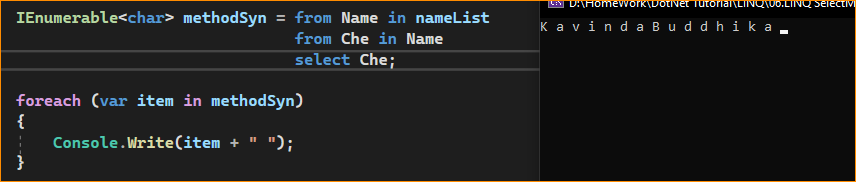 D:\HomeWork\DotNet Tutorial\LINQ\06.LINQ SelectM
IEnumerable<char> methodSyn = from Name in nameList
from Che in Name
select Che;
foreach (var item in methodSyn)
{
Console.Write(item + " ");
}
K a v i n d a B u d d h i k a